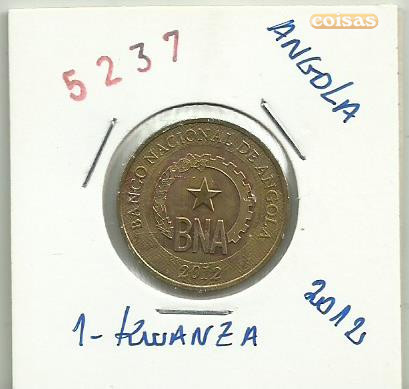 coisas
5237
ANGOLA
BANCO NACIONAL DE ANGOLA
BNA
2012
1-KWANZA
2012